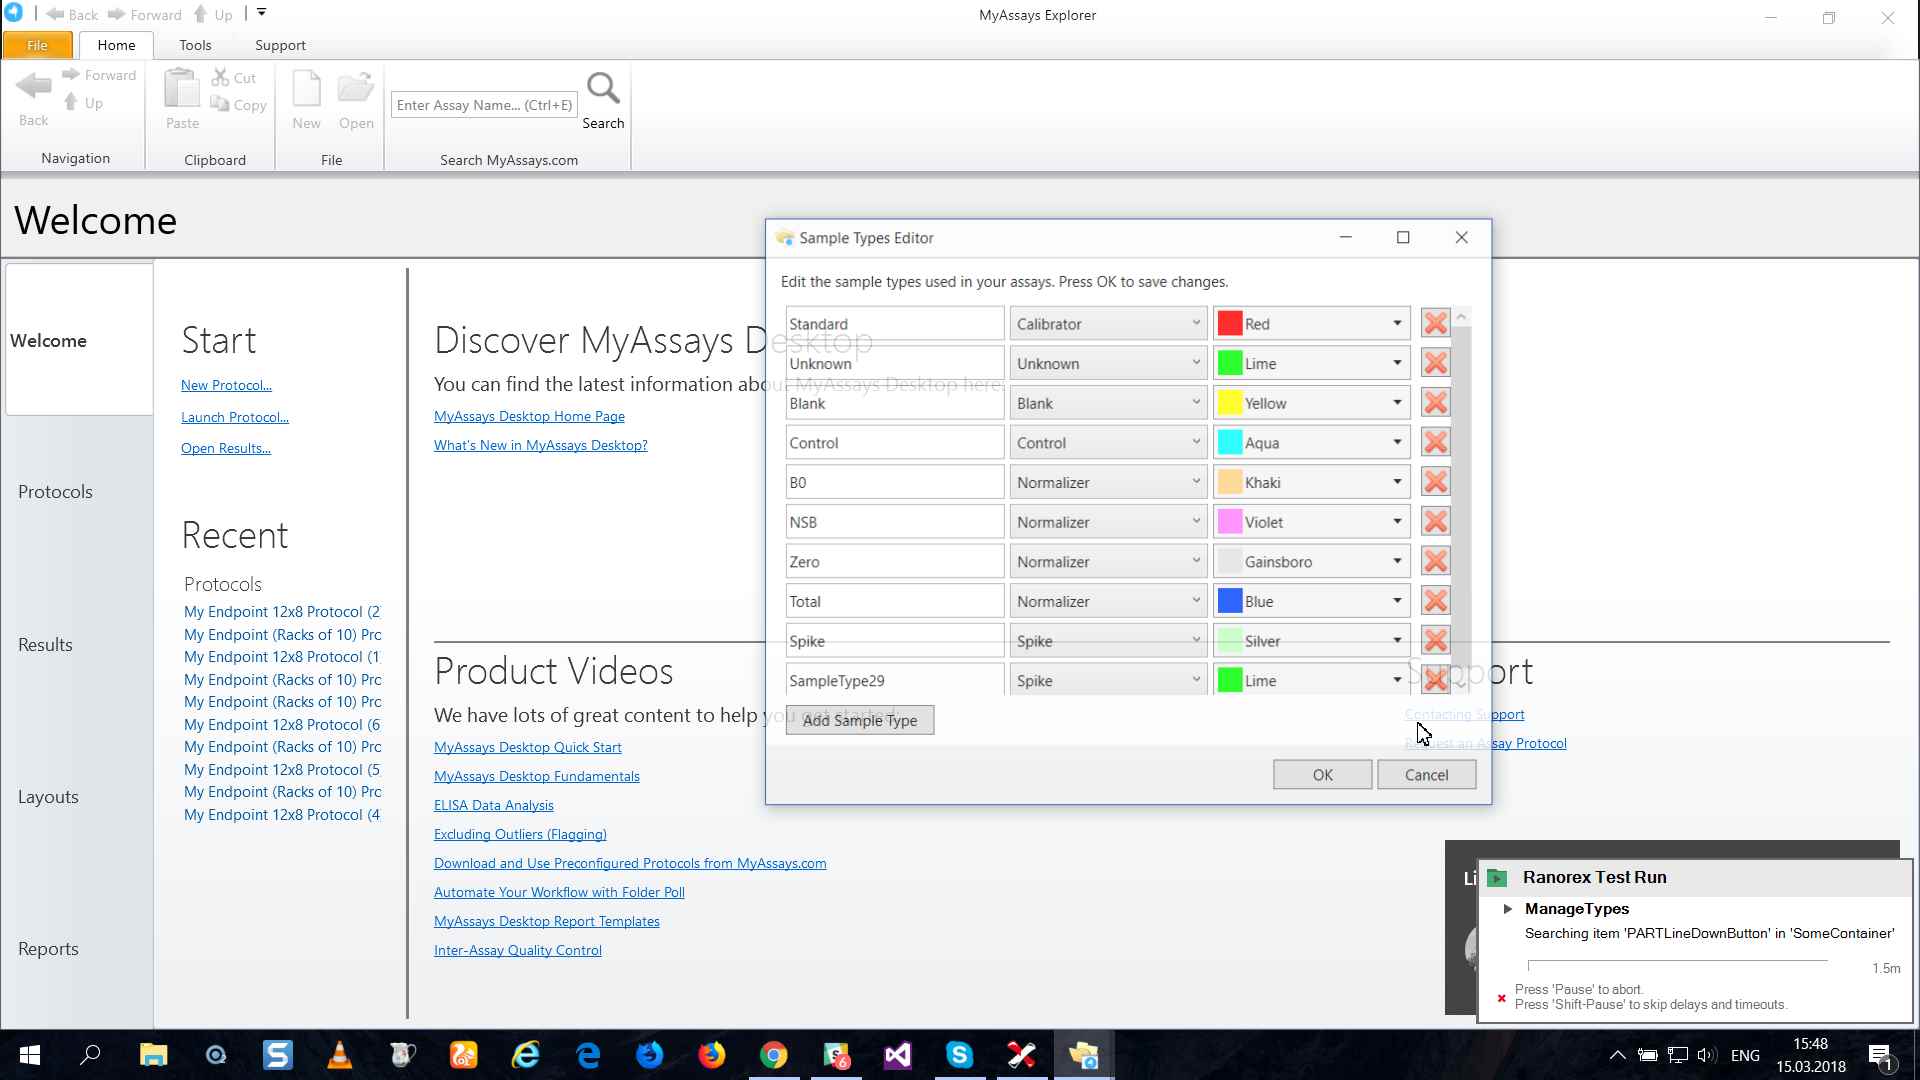 Back Forward Up
MyAssays Explorer
File Home Tools Support
Back
Forward
Up
Navigation
Paste
Cut
Copy
Clipboard
New
Open
File
Enter Assay Name... (Ctrl+E)
Search
Search MyAssays.com
Welcome
Welcome
Protocols
Results
Layouts
Reports
Start
New Protocol...
Launch Protocol...
Open Results...
Recent
Protocols
My Endpoint 12x8 Protocol (2
My Endpoint (Racks of 10) Prc
My Endpoint 12x8 Protocol (1
My Endpoint (Racks of 10) Prc
My Endpoint (Racks of 10) Prc
My Endpoint 12x8 Protocol (6
My Endpoint (Racks of 10) Prc
My Endpoint 12x8 Protocol (5
My Endpoint (Racks of 10) Prc
My Endpoint 12x8 Protocol (4
Discover MyAssays Desktop
You can find the latest information about MyAssays Desktop here.
MyAssays Desktop Home Page
What's New in MyAssays Desktop?
Product Videos
We have lots of great content to help you get started:
MyAssays Desktop Quick Start
MyAssays Desktop Fundamentals
ELISA Data Analysis
Excluding Outliers (Flagging)
Download and Use Preconfigured Protocols from MyAssays.com
Automate Your Workflow with Folder Poll
MyAssays Desktop Report Templates
Inter-Assay Quality Control
Support
Contacting Support
Request an Assay Protocol
Sample Types Editor
Edit the sample types used in your assays. Press OK to save changes.
Standard Calibrator Red
Unknown Unknown Lime
Blank Blank Yellow
Control Control Aqua
B0 Normalizer Khaki
NSB Normalizer Violet
Zero Normalizer Gainsboro
Total Normalizer Blue
Spike Spike Silver
SampleType29 Spike Lime
Add Sample Type
OK Cancel
Ranorex Test Run
ManageTypes
Searching item 'PARTLineDownButton' in 'SomeContainer'
1.5m
Press 'Pause' to abort.
Press 'Shift-Pause' to skip delays and timeouts.
6
ENG
15:48
15.03.2018
1